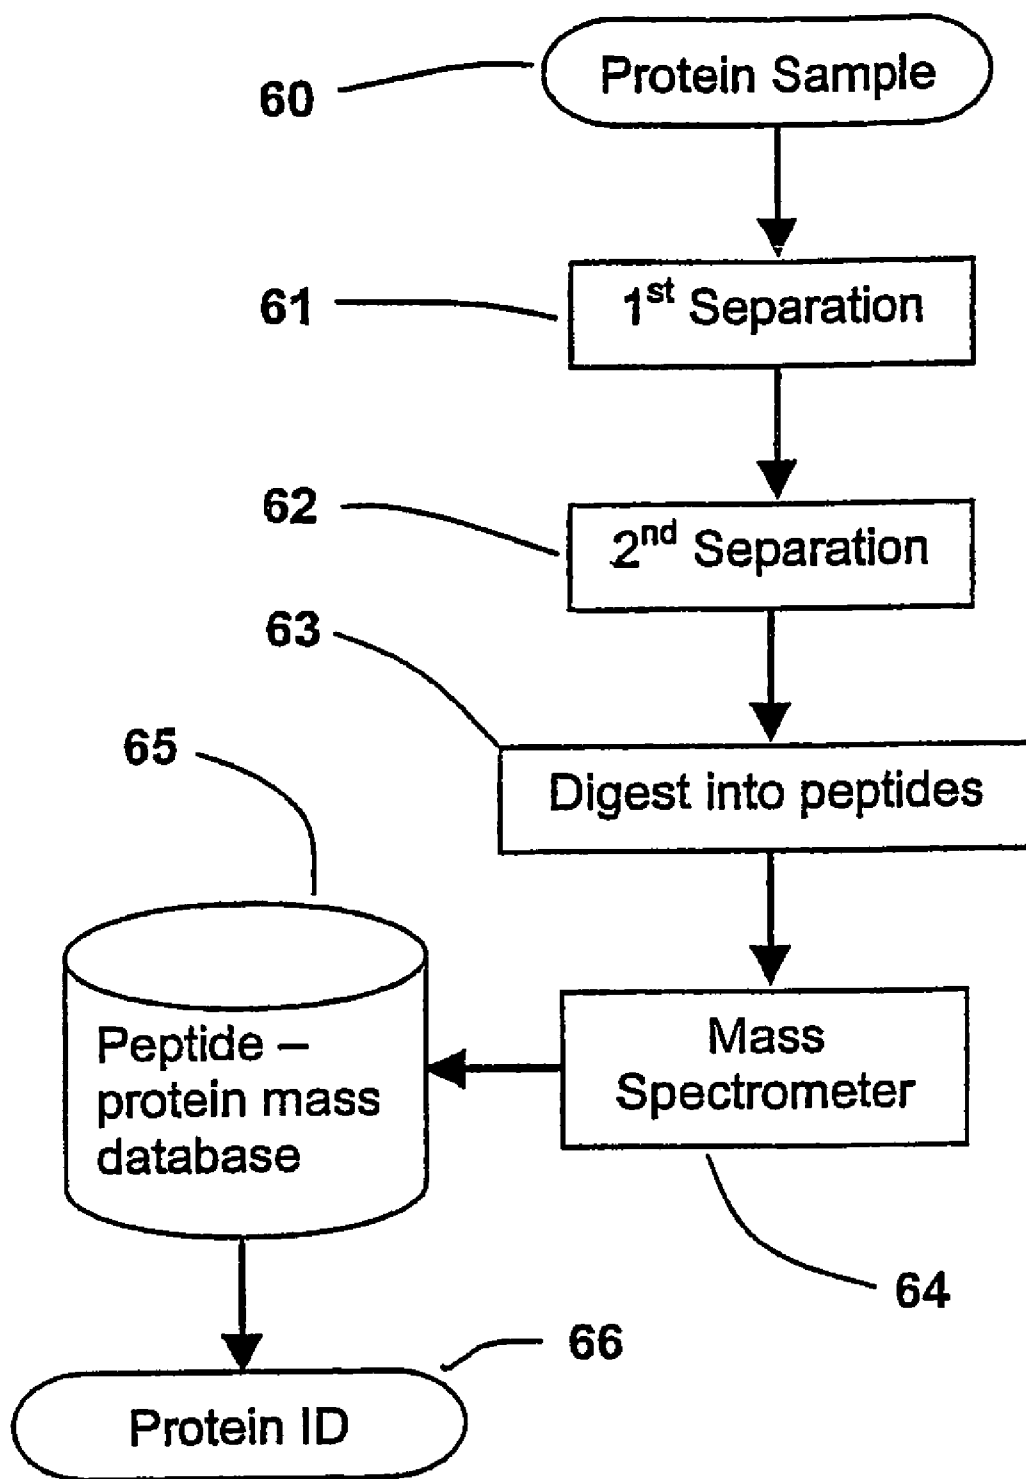 60
Protein Sample
61
1st Separation
62
2nd Separation
63
Digest into peptides
65
Peptide –
protein mass
database
Mass
Spectrometer
64
66
Protein ID